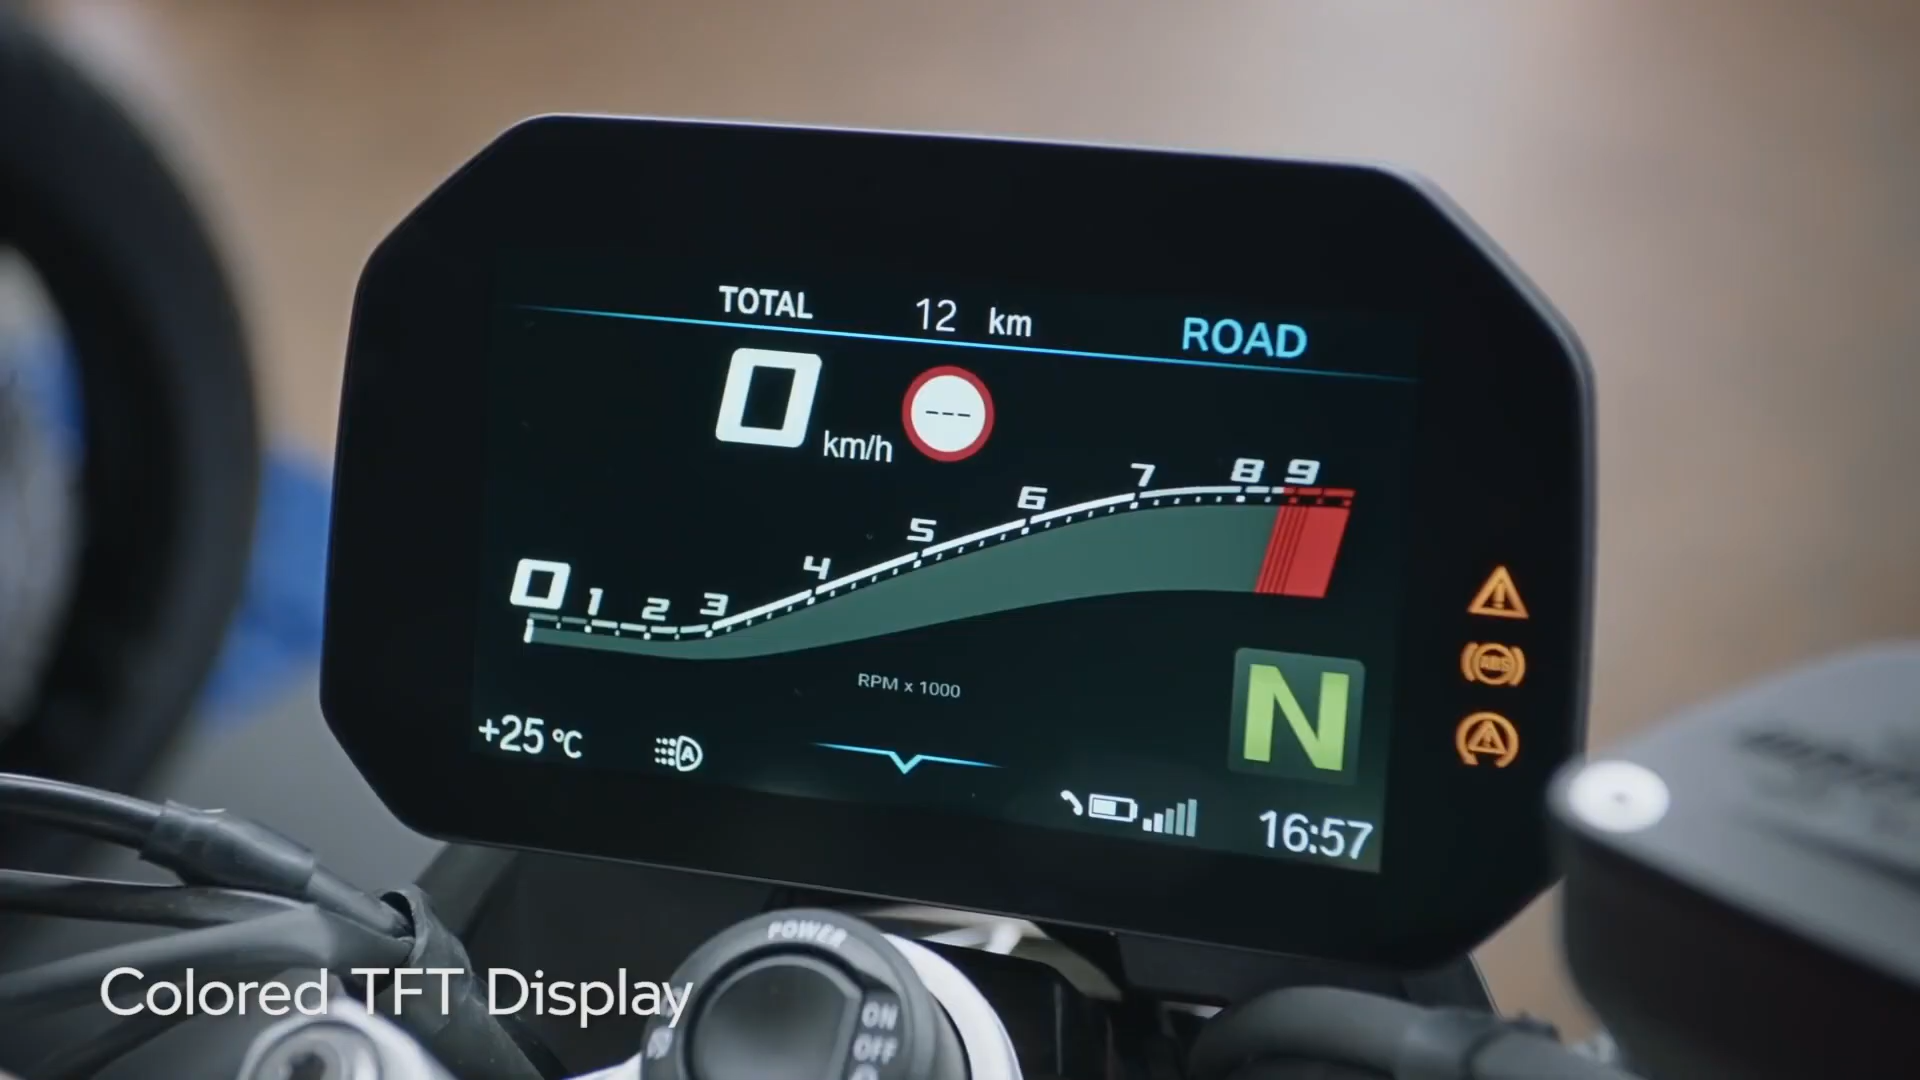 TOTAL 12 km ROAD
0 km/h ---
0 1 2 3 4 5 6 7 8 9
RPM x 1000
N
+25 °C A
16:57
ABS
POWER
ON
OFF
Colored TFT Display